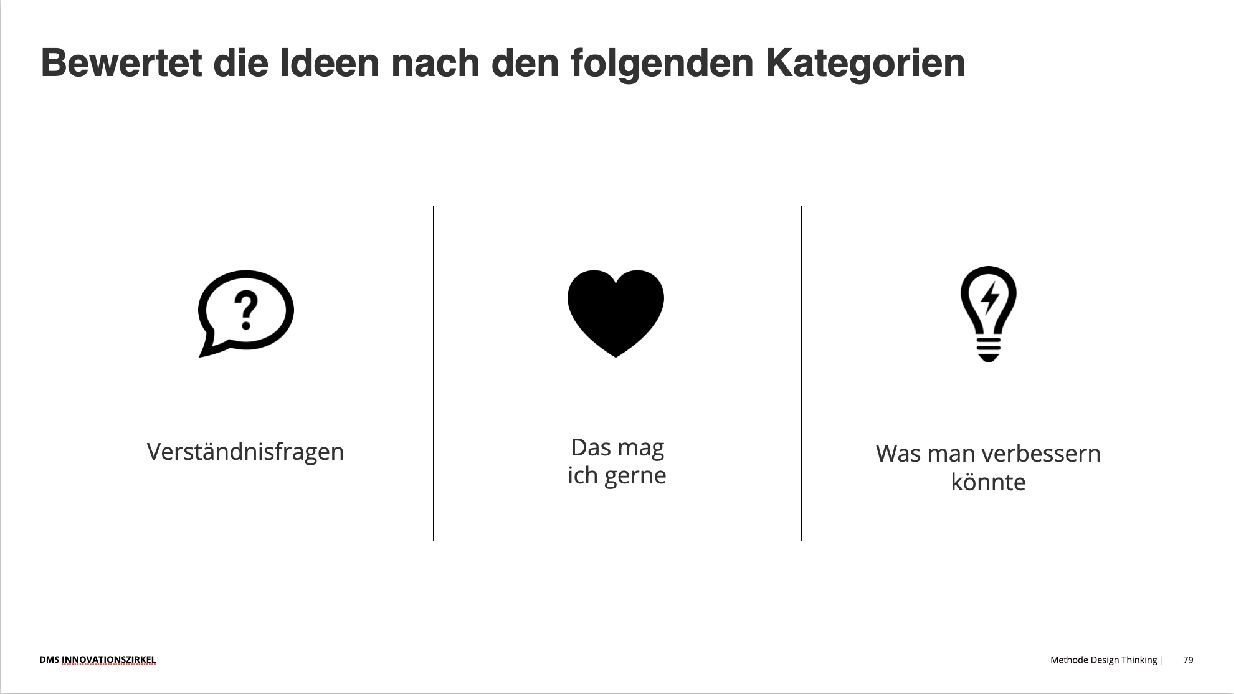 Bewertet die Ideen nach den folgenden Kategorien
?
Verständnisfragen
Das mag
ich gerne
Was man verbessern
könnte
DMS INNOVATIONSZIRKEL
Methode Design Thinking | 79